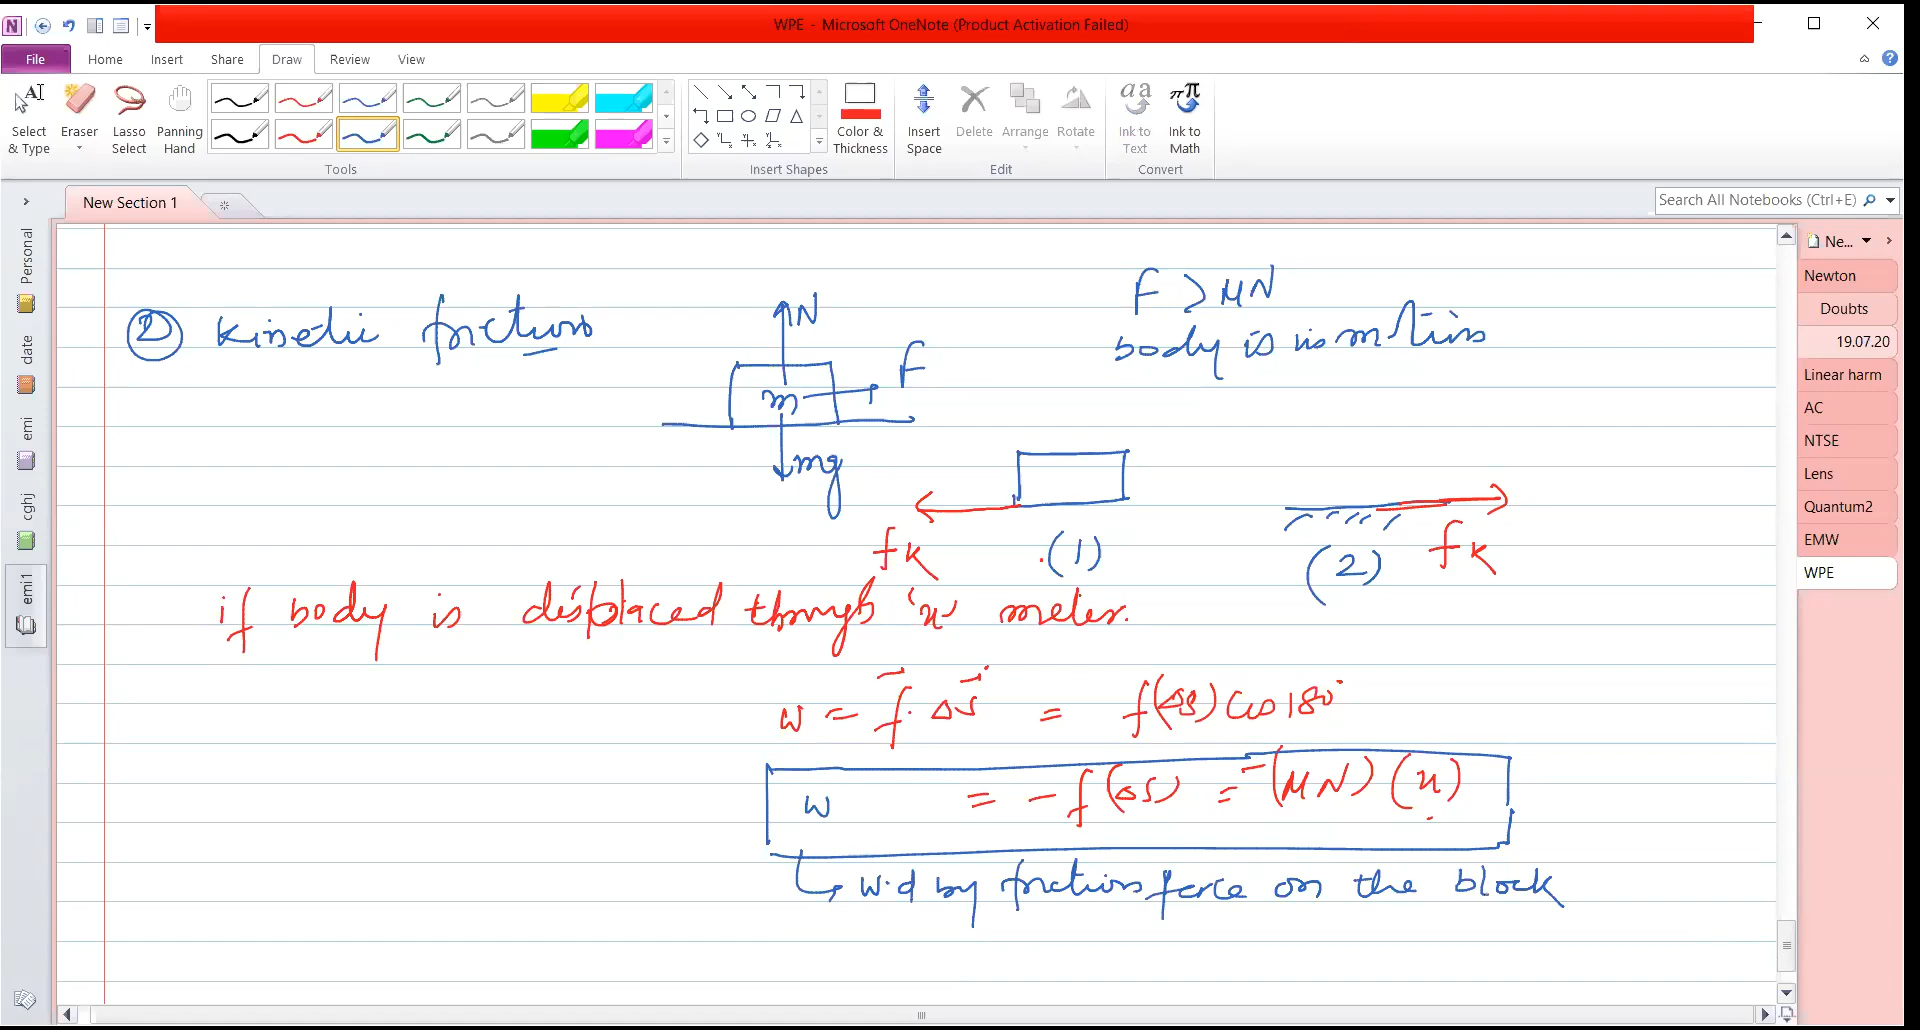 WPE - Microsoft OneNote (Product Activation Failed)
File Home Insert Share Draw Review View
Select & Type
Eraser
Lasso Select
Panning Hand
Color & Thickness
Insert Space
Delete
Arrange
Rotate
Ink to Text
Ink to Math
Tools
Insert Shapes
Edit
Convert
New Section 1
Search All Notebooks (Ctrl+E)
Personal
date
emi
cghj
emi1
Ne...
Newton
Doubts
19.07.20
Linear harm
AC
NTSE
Lens
Quantum2
EMW
WPE
② Kinetic friction
N
F
m
mg
F > μN
body is in motion
fK
(1)
(2)
fK
if body is displaced through 'x' meter.
W = f⃗ · Δs⃗ = f(Δs) Cos 180°
W = - f(Δs) = -(μN)(x)
↳ W.d by friction force on the block